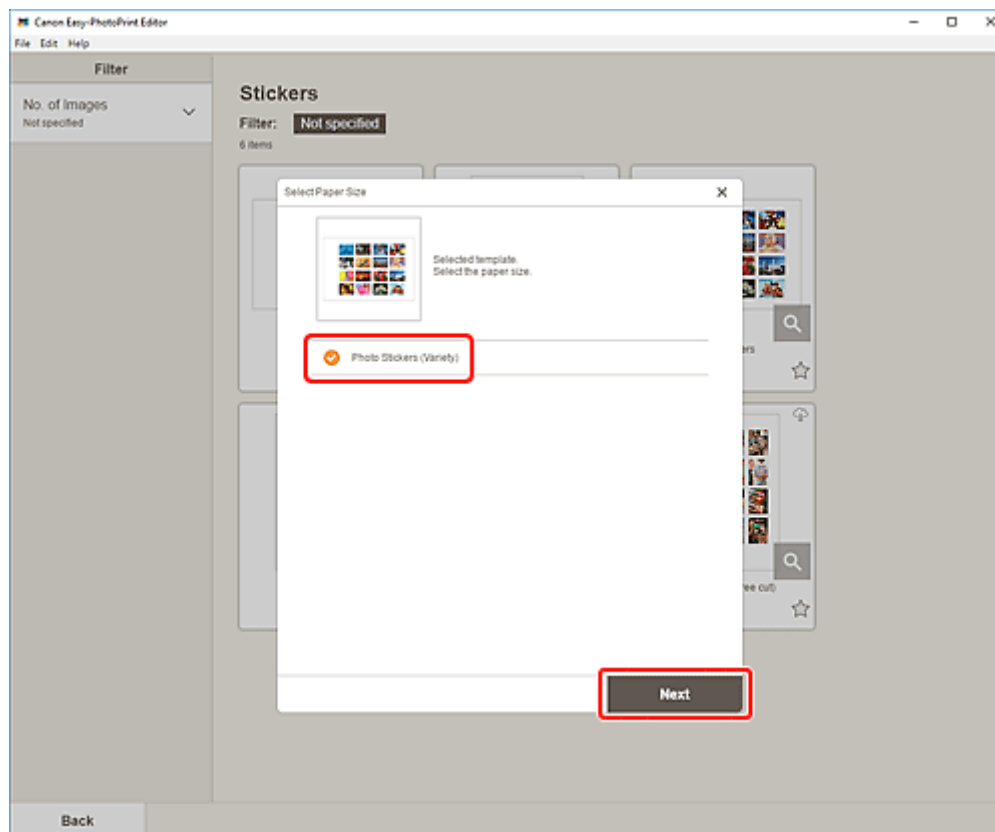 Canon Easy-PhotoPrint Editor
File Edit Help
Filter
No. of Images
Not specified
Stickers
Filter: Not specified
6 items
Select Paper Size
Selected template.
Select the paper size.
Photo Stickers (Variety)
Next
Back